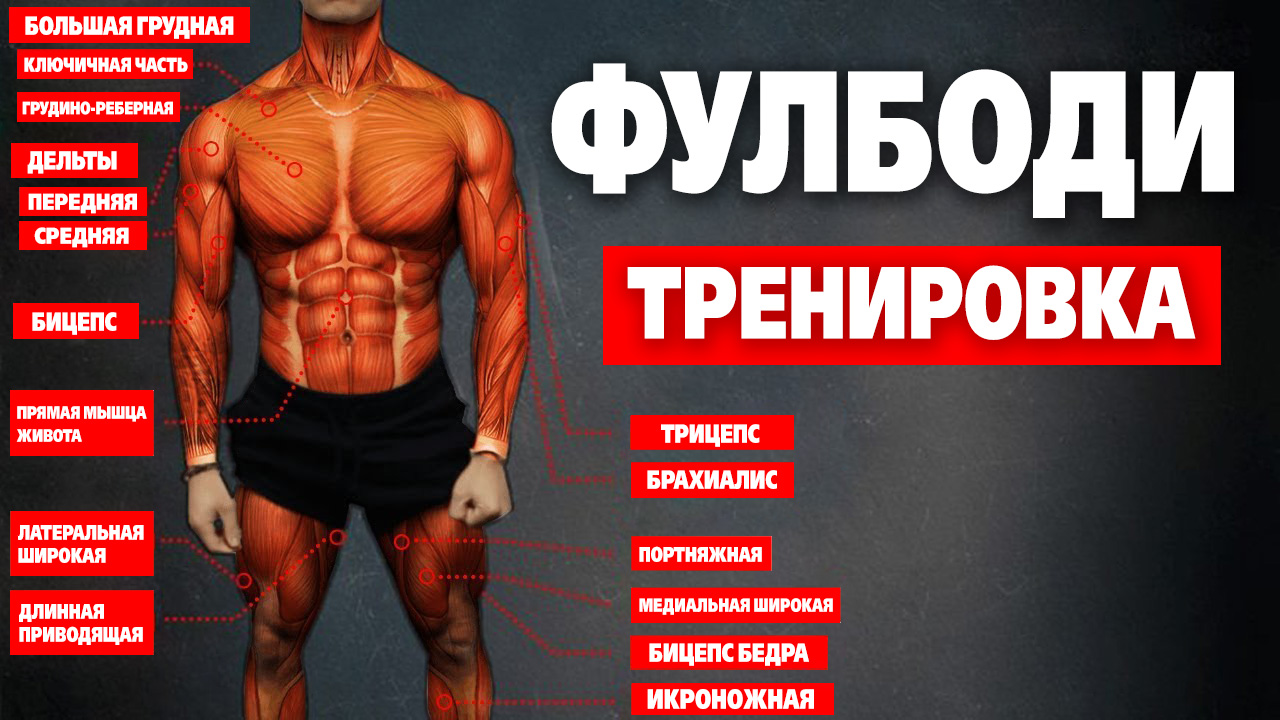 БОЛЬШАЯ ГРУДНАЯ
КЛЮЧИЧНАЯ ЧАСТЬ
ГРУДИНО-РЕБЕРНАЯ
ДЕЛЬТЫ
ПЕРЕДНЯЯ
СРЕДНЯЯ
БИЦЕПС
ПРЯМАЯ МЫШЦА
ЖИВОТА
ЛАТЕРАЛЬНАЯ
ШИРОКАЯ
ДЛИННАЯ
ПРИВОДЯЩАЯ
ФУЛБОДИ
ТРЕНИРОВКА
ТРИЦЕПС
БРАХИАЛИС
ПОРТНЯЖНАЯ
МЕДИАЛЬНАЯ ШИРОКАЯ
БИЦЕПС БЕДРА
ИКРОНОЖНАЯ